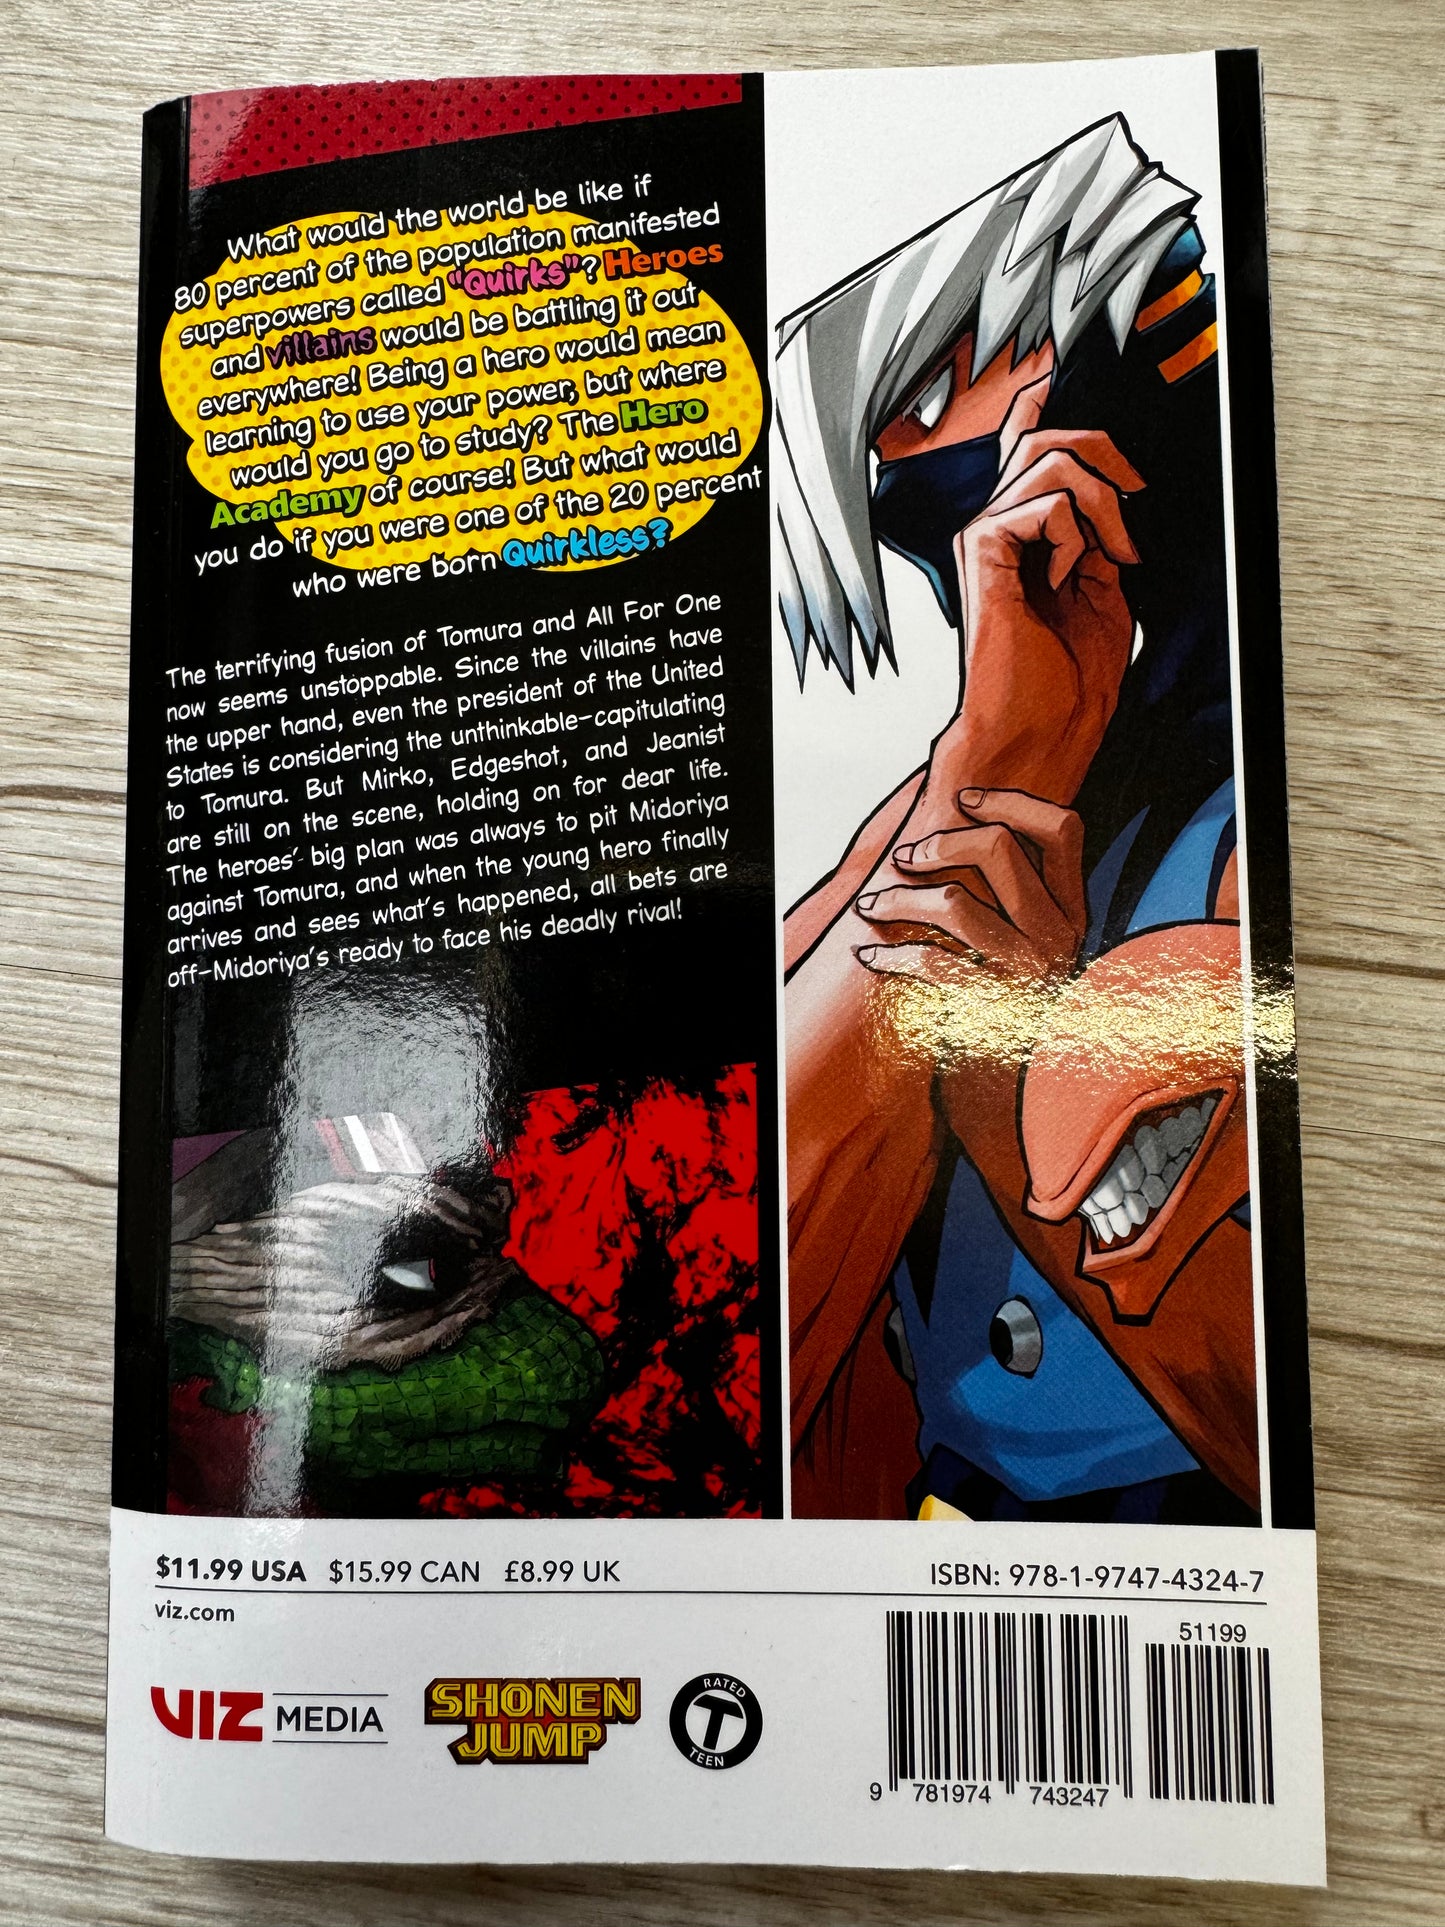 What would the world be like if
80 percent of the population manifested
superpowers called "Quirks"? Heroes
and villains would be battling it out
everywhere! Being a hero would mean
learning to use your power, but where
would you go to study? The Hero
Academy of course! But what would
you do if you were one of the 20 percent
who were born Quirkless?
The terrifying fusion of Tomura and All For One
now seems unstoppable. Since the villains have
the upper hand, even the president of the United
States is considering the unthinkable-capitulating
to Tomura. But Mirko, Edgeshot, and Jeanist
are still on the scene, holding on for dear life.
The heroes' big plan was always to pit Midoriya
against Tomura, and when the young hero finally
arrives and sees what's happened, all bets are
off-Midoriya's ready to face his deadly rival!
$11.99 USA $15.99 CAN £8.99 UK
ISBN: 978-1-9747-4324-7
viz.com
51199
VIZ MEDIA
SHONEN
JUMP
RATED
T
TEEN
9 781974 743247